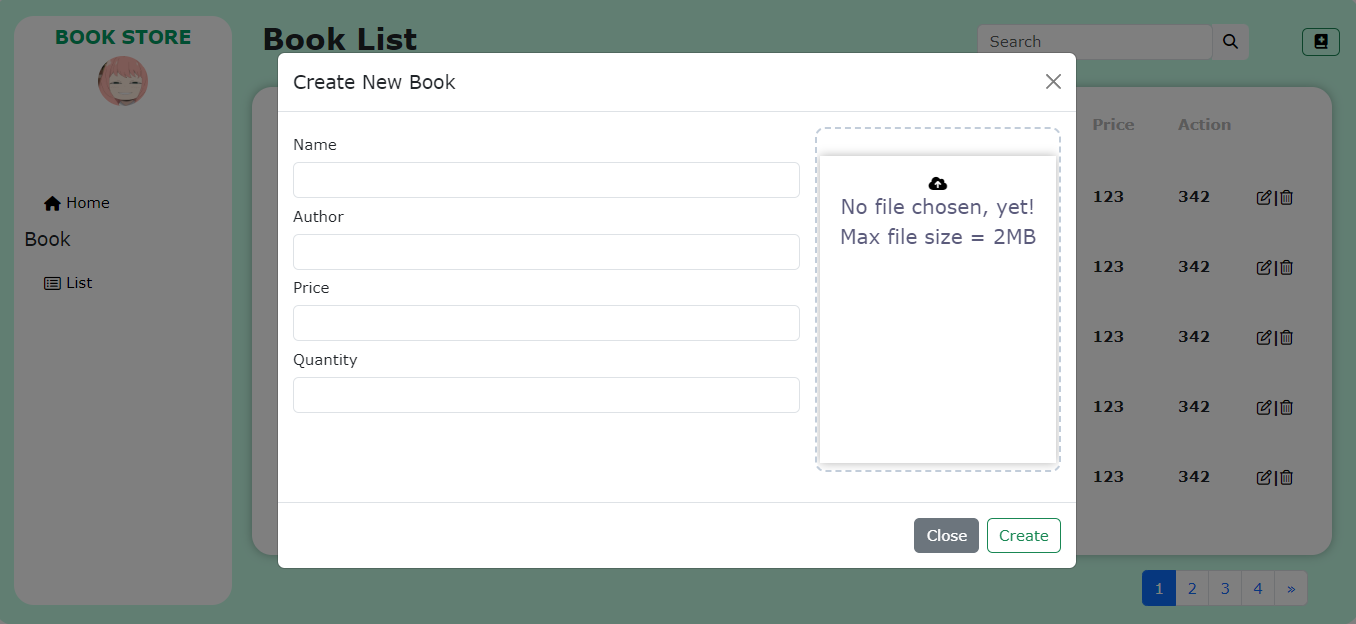 BOOK STORE
Home
Book
List
Book List
Search
Create New Book
Name
Author
Price
Quantity
No file chosen, yet!
Max file size = 2MB
Close
Create
Price Action
123 342 |
123 342 |
123 342 |
123 342 |
123 342 |
1 2 3 4 »